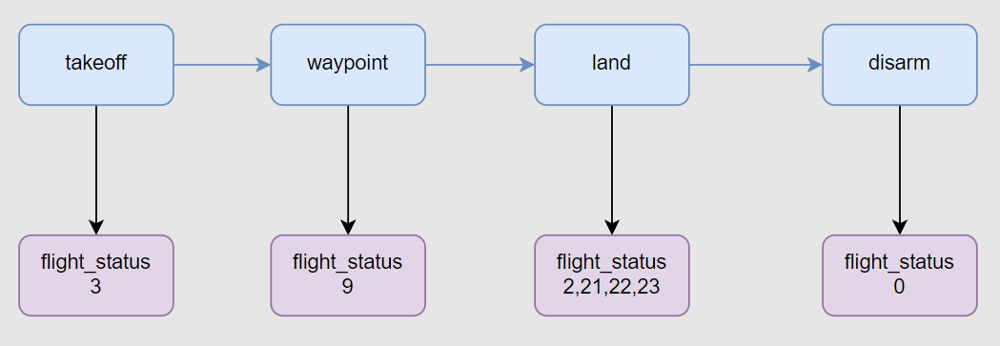 takeoff
waypoint
land
disarm
flight_status
3
flight_status
9
flight_status
2,21,22,23
flight_status
0